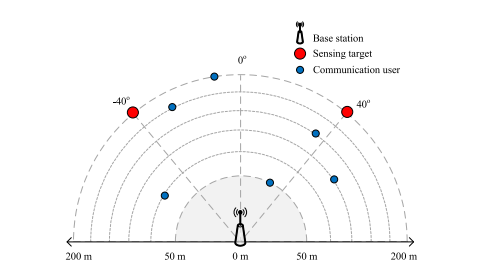 Base station
Sensing target
Communication user
0°
-40°
40°
200 m
50 m
0 m
50 m
200 m